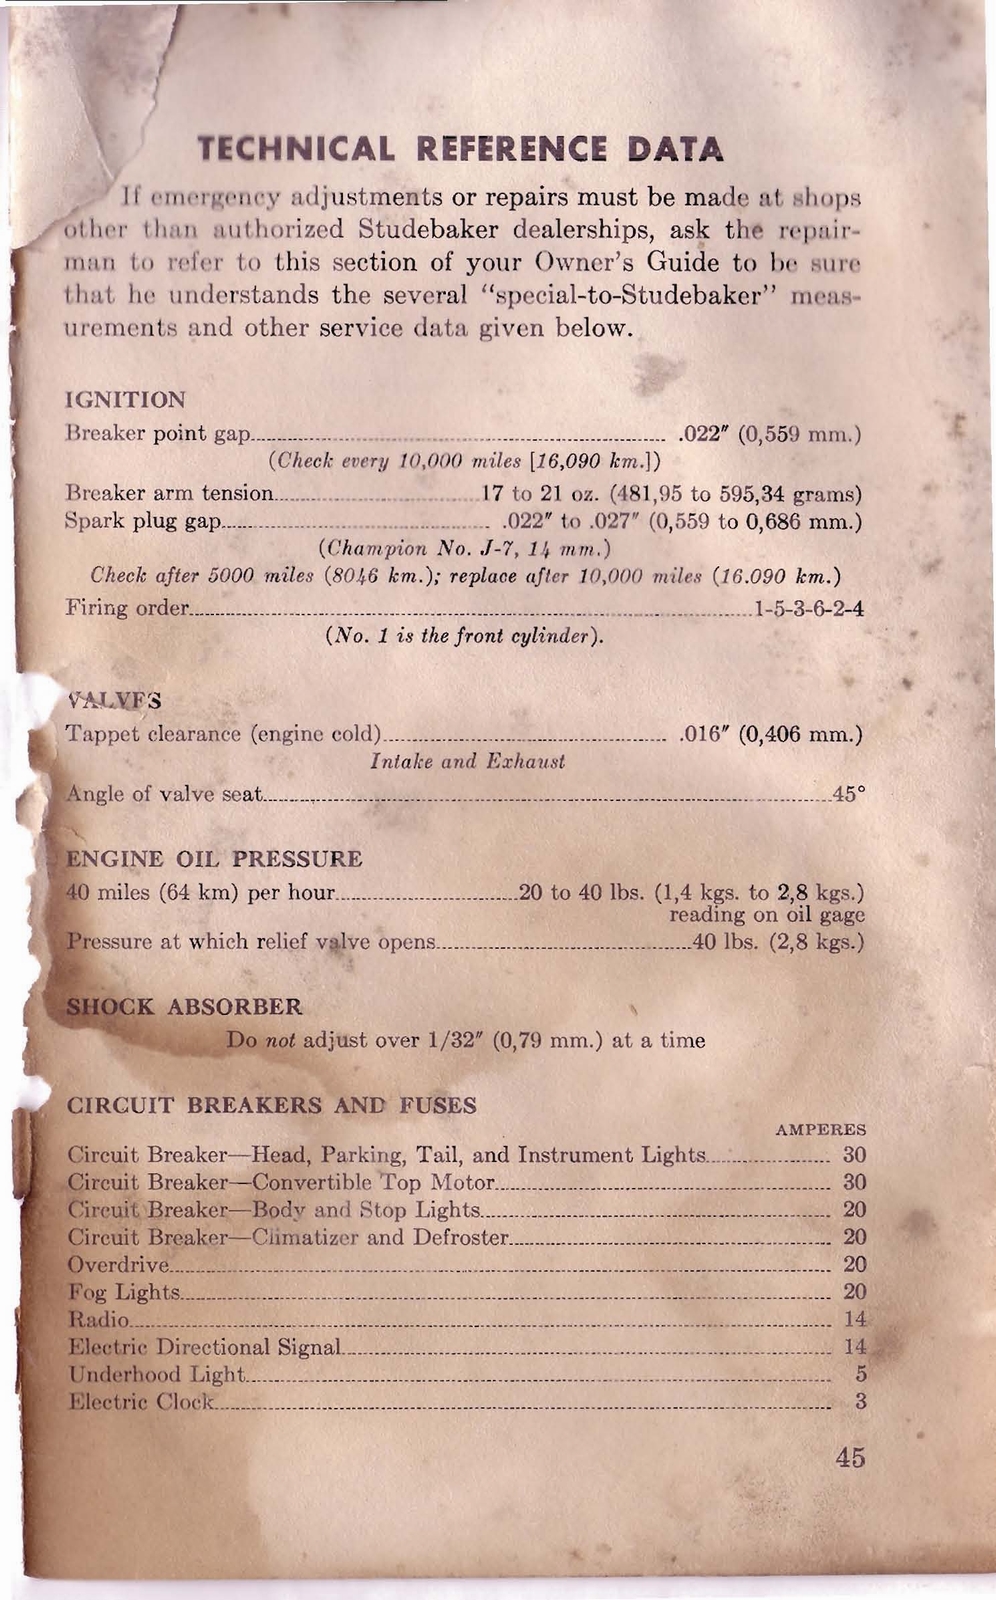 TECHNICAL REFERENCE DATA
If emergency adjustments or repairs must be made at shops
other than authorized Studebaker dealerships, ask the repair-
man to refer to this section of your Owner's Guide to be sure
that he understands the several "special-to-Studebaker" meas-
urements and other service data given below.
IGNITION
Breaker point gap .022" (0,559 mm.)
(Check every 10,000 miles [16,090 km.])
Breaker arm tension 17 to 21 oz. (481,95 to 595,34 grams)
Spark plug gap .022" to .027" (0,559 to 0,686 mm.)
(Champion No. J-7, 14 mm.)
Check after 5000 miles (8046 km.); replace after 10,000 miles (16.090 km.)
Firing order 1-5-3-6-2-4
(No. 1 is the front cylinder).
VALVES
Tappet clearance (engine cold) .016" (0,406 mm.)
Intake and Exhaust
Angle of valve seat 45°
ENGINE OIL PRESSURE
40 miles (64 km) per hour 20 to 40 lbs. (1,4 kgs. to 2,8 kgs.)
reading on oil gage
Pressure at which relief valve opens 40 lbs. (2,8 kgs.)
SHOCK ABSORBER
Do not adjust over 1/32" (0,79 mm.) at a time
CIRCUIT BREAKERS AND FUSES
AMPERES
Circuit Breaker—Head, Parking, Tail, and Instrument Lights 30
Circuit Breaker—Convertible Top Motor 30
Circuit Breaker—Body and Stop Lights 20
Circuit Breaker—Climatizer and Defroster 20
Overdrive 20
Fog Lights 20
Radio 14
Electric Directional Signal 14
Underhood Light 5
Electric Clock 3
45